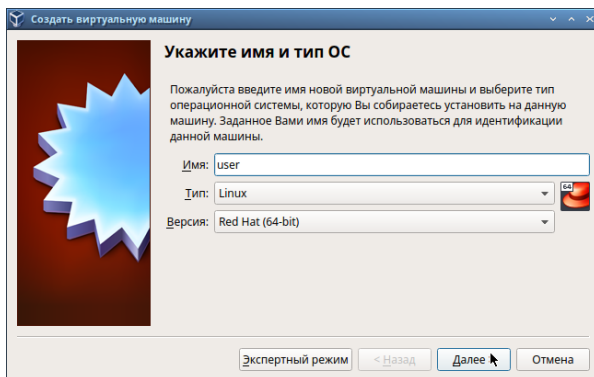 Создать виртуальную машину
Укажите имя и тип ОС
Пожалуйста введите имя новой виртуальной машины и выберите тип
операционной системы, которую Вы собираетесь установить на данную
машину. Заданное Вами имя будет использоваться для идентификации
данной машины.
Имя: user
Тип: Linux
64
Версия: Red Hat (64-bit)
Экспертный режим < Назад Далее > Отмена